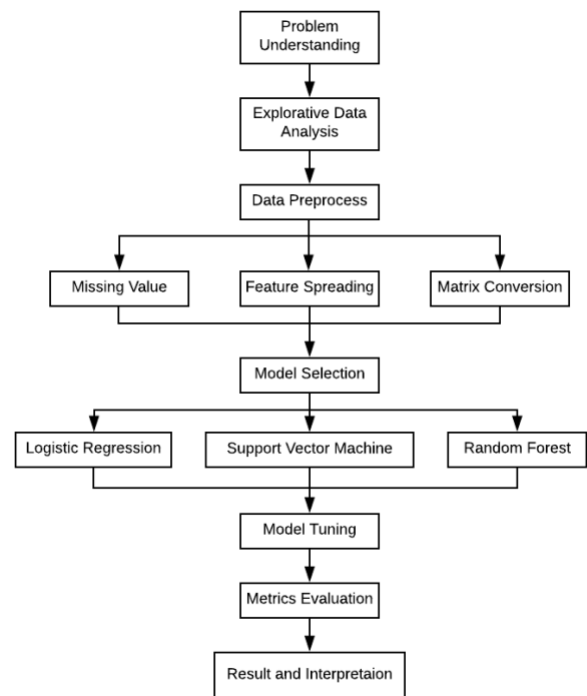 Problem
Understanding
Explorative Data
Analysis
Data Preprocess
Missing Value
Feature Spreading
Matrix Conversion
Model Selection
Logistic Regression
Support Vector Machine
Random Forest
Model Tuning
Metrics Evaluation
Result and Interpretaion